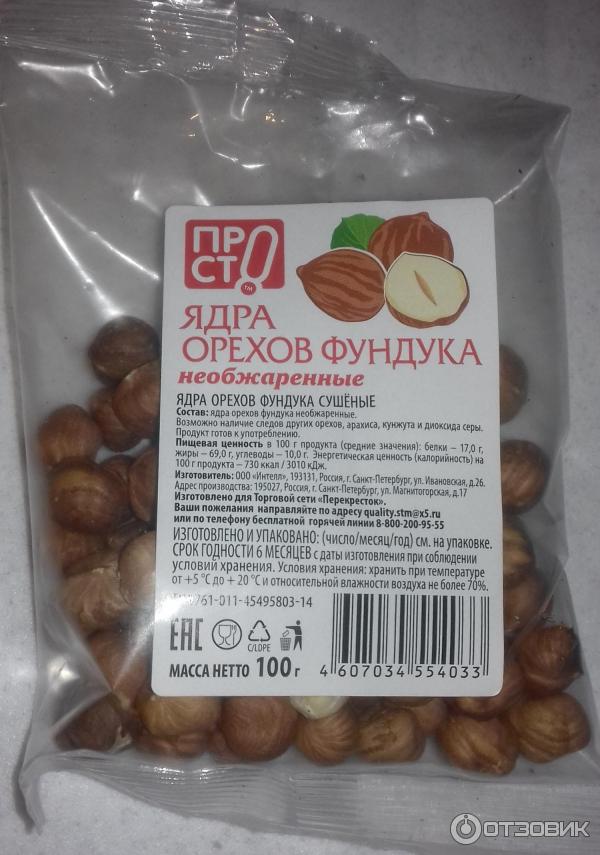 ПРОСТО!
TM
ЯДРА
ОРЕХОВ ФУНДУКА
необжаренные
ЯДРА ОРЕХОВ ФУНДУКА СУШЁНЫЕ
Состав: ядра орехов фундука необжаренные.
Возможно наличие следов других орехов, арахиса, кунжута и диоксида серы.
Продукт готов к употреблению.
Пищевая ценность в 100 г продукта (средние значения): белки – 17,0 г,
жиры – 69,0 г, углеводы – 10,0 г. Энергетическая ценность (калорийность) на
100 г продукта – 730 ккал / 3010 кДж.
Изготовитель: ООО «Интелл», 193131, Россия, г. Санкт-Петербург, ул. Ивановская, д.26.
Адрес производства: 195027, Россия, г. Санкт-Петербург, ул. Магнитогорская, д.17
Изготовлено для Торговой сети «Перекресток».
Ваши пожелания направляйте по адресу quality.stm@x5.ru
или по телефону бесплатной горячей линии 8-800-200-95-55
ИЗГОТОВЛЕНО И УПАКОВАНО: (число/месяц/год) см. на упаковке.
СРОК ГОДНОСТИ 6 МЕСЯЦЕВ с даты изготовления при соблюдении
условий хранения. Условия хранения: хранить при температуре
от +5 °С до + 20 °С и относительной влажности воздуха не более 70%.
9761-011-45495803-14
ЕАС
C/LDPE
МАССА НЕТТО 100 г
4 607034 554033
ОТЗОВИК